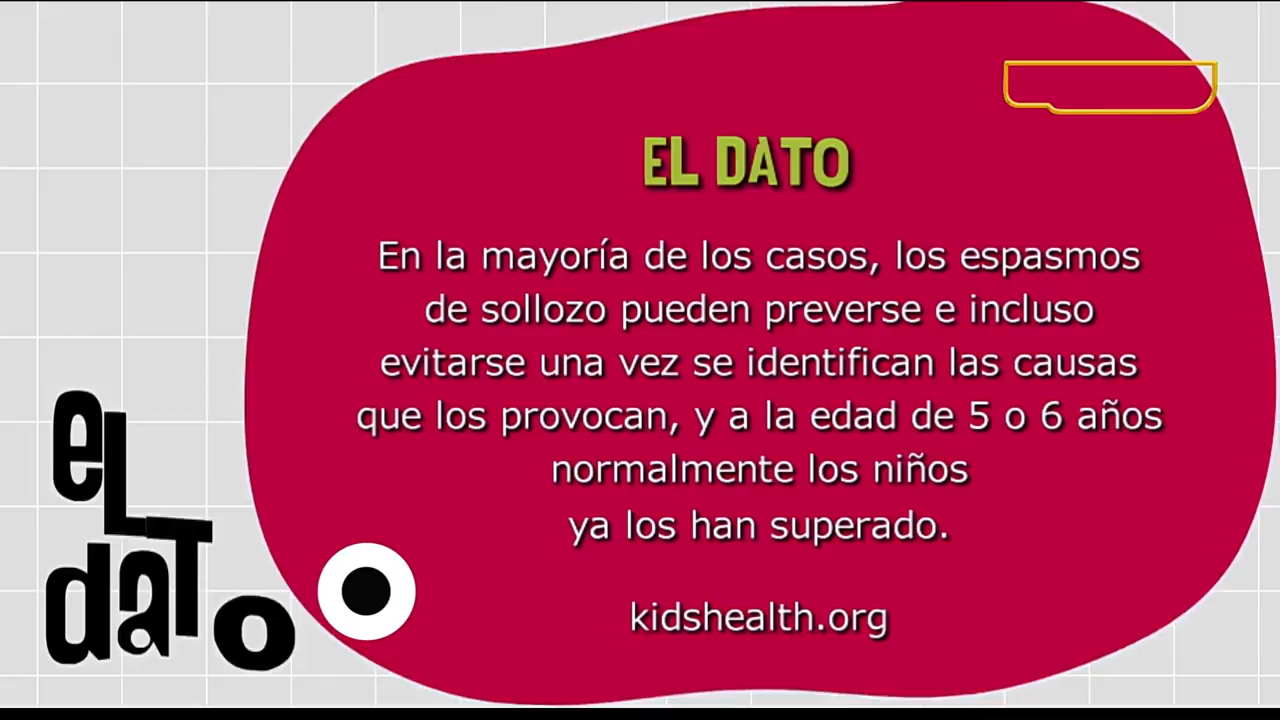 EL DATO
En la mayoría de los casos, los espasmos
de sollozo pueden preverse e incluso
evitarse una vez se identifican las causas
que los provocan, y a la edad de 5 o 6 años
normalmente los niños
ya los han superado.
kidshealth.org
eL
daTo